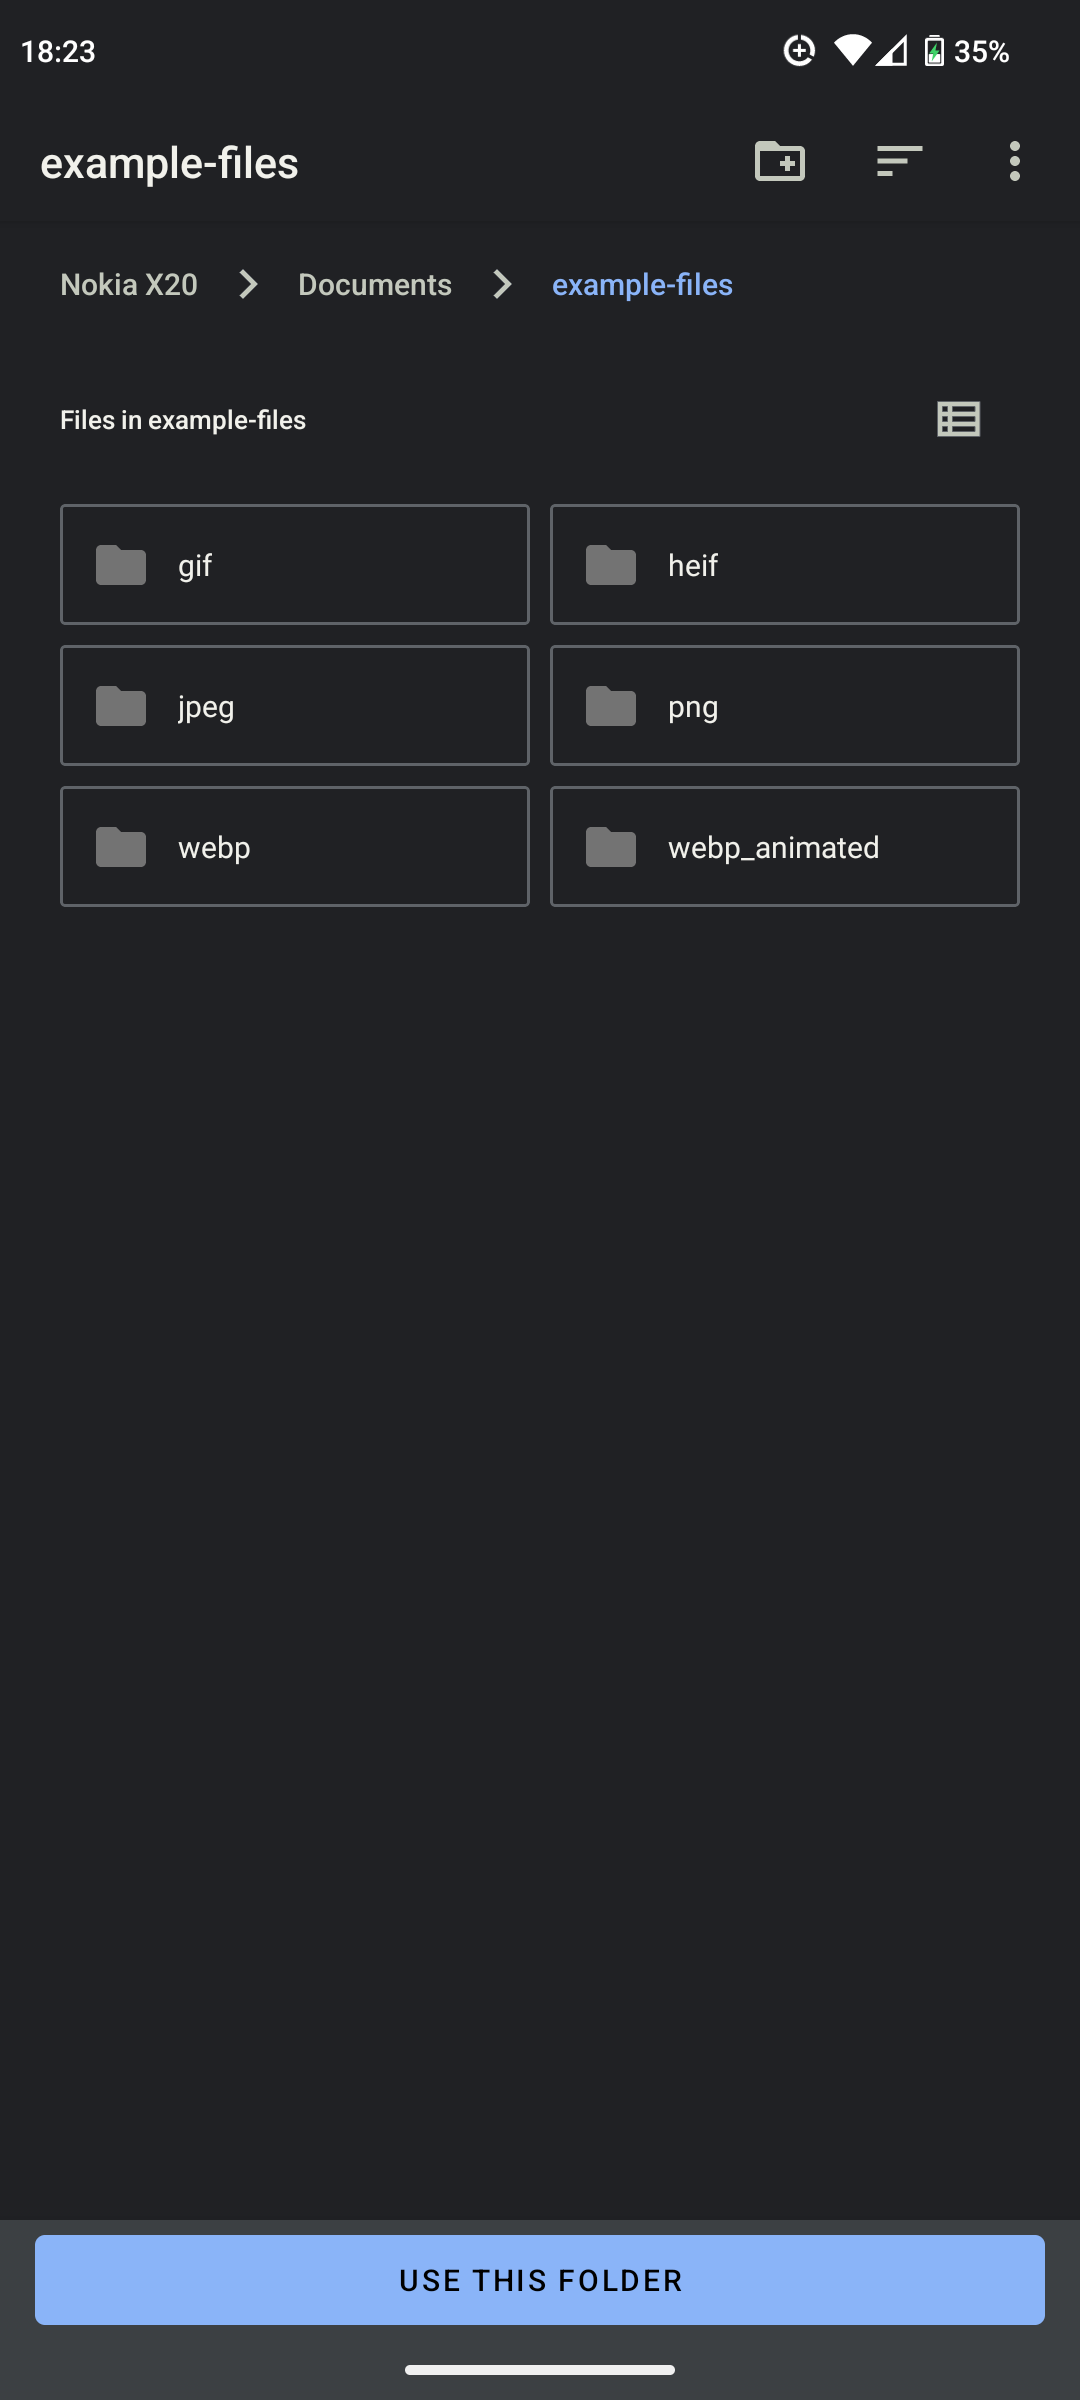 18:23 35%
example-files
Nokia X20 Documents example-files
Files in example-files
gif heif
jpeg png
webp webp_animated
USE THIS FOLDER